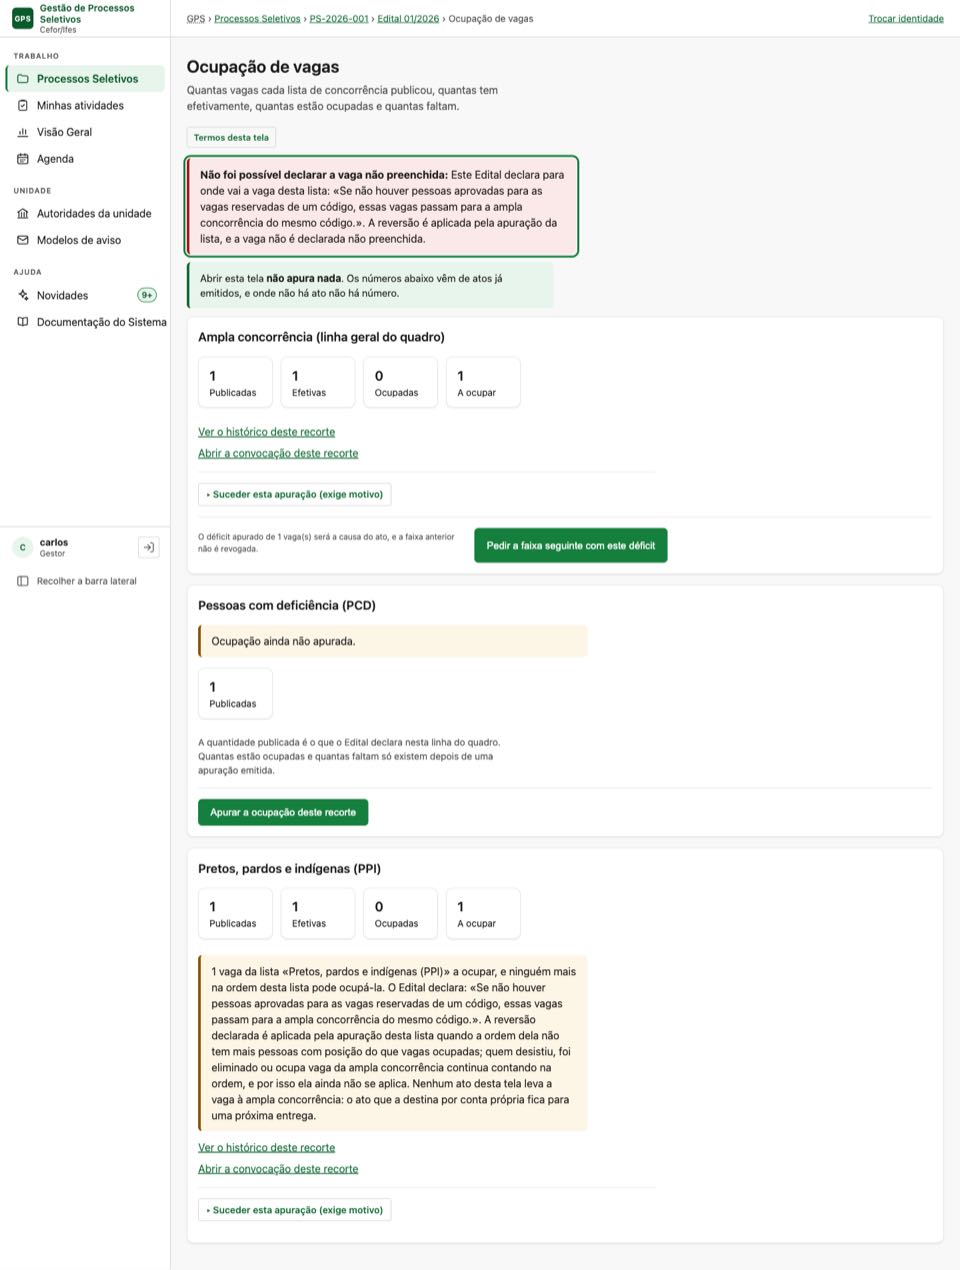 GPS
Gestão de Processos
Seletivos
Cefor/Ifes
GPS › Processos Seletivos › PS-2026-001 › Edital 01/2026 › Ocupação de vagas
Trocar identidade
TRABALHO
Processos Seletivos
Minhas atividades
Visão Geral
Agenda
UNIDADE
Autoridades da unidade
Modelos de aviso
AJUDA
Novidades
9+
Documentação do Sistema
C
carlos
Gestor
Recolher a barra lateral
Ocupação de vagas
Quantas vagas cada lista de concorrência publicou, quantas tem
efetivamente, quantas estão ocupadas e quantas faltam.
Termos desta tela
Não foi possível declarar a vaga não preenchida: Este Edital declara para
onde vai a vaga desta lista: «Se não houver pessoas aprovadas para as
vagas reservadas de um código, essas vagas passam para a ampla
concorrência do mesmo código.». A reversão é aplicada pela apuração da
lista, e a vaga não é declarada não preenchida.
Abrir esta tela não apura nada. Os números abaixo vêm de atos já
emitidos, e onde não há ato não há número.
Ampla concorrência (linha geral do quadro)
1
Publicadas
1
Efetivas
0
Ocupadas
1
A ocupar
Ver o histórico deste recorte
Abrir a convocação deste recorte
▸ Suceder esta apuração (exige motivo)
O déficit apurado de 1 vaga(s) será a causa do ato, e a faixa anterior
não é revogada.
Pedir a faixa seguinte com este déficit
Pessoas com deficiência (PCD)
Ocupação ainda não apurada.
1
Publicadas
A quantidade publicada é o que o Edital declara nesta linha do quadro.
Quantas estão ocupadas e quantas faltam só existem depois de uma
apuração emitida.
Apurar a ocupação deste recorte
Pretos, pardos e indígenas (PPI)
1
Publicadas
1
Efetivas
0
Ocupadas
1
A ocupar
1 vaga da lista «Pretos, pardos e indígenas (PPI)» a ocupar, e ninguém mais
na ordem desta lista pode ocupá-la. O Edital declara: «Se não houver
pessoas aprovadas para as vagas reservadas de um código, essas vagas
passam para a ampla concorrência do mesmo código.». A reversão
declarada é aplicada pela apuração desta lista quando a ordem dela não
tem mais pessoas com posição do que vagas ocupadas; quem desistiu, foi
eliminado ou ocupa vaga da ampla concorrência continua contando na
ordem, e por isso ela ainda não se aplica. Nenhum ato desta tela leva a
vaga à ampla concorrência: o ato que a destina por conta própria fica para
uma próxima entrega.
Ver o histórico deste recorte
Abrir a convocação deste recorte
▸ Suceder esta apuração (exige motivo)